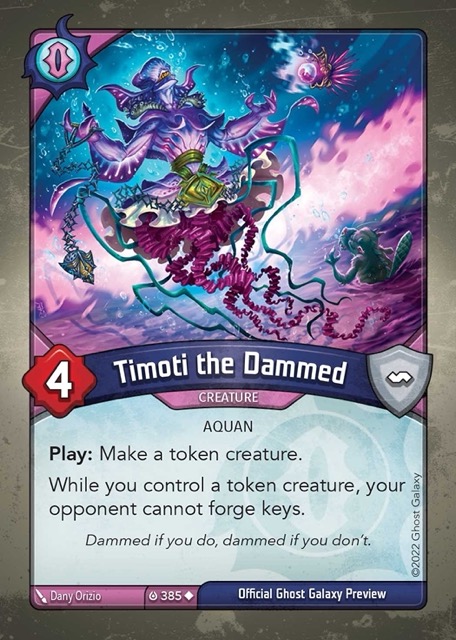 Timoti the Dammed
4
CREATURE
AQUAN
Play: Make a token creature.
While you control a token creature, your
opponent cannot forge keys.
Dammed if you do, dammed if you don't.
©2022 Ghost Galaxy
Dany Orizio
385
Official Ghost Galaxy Preview